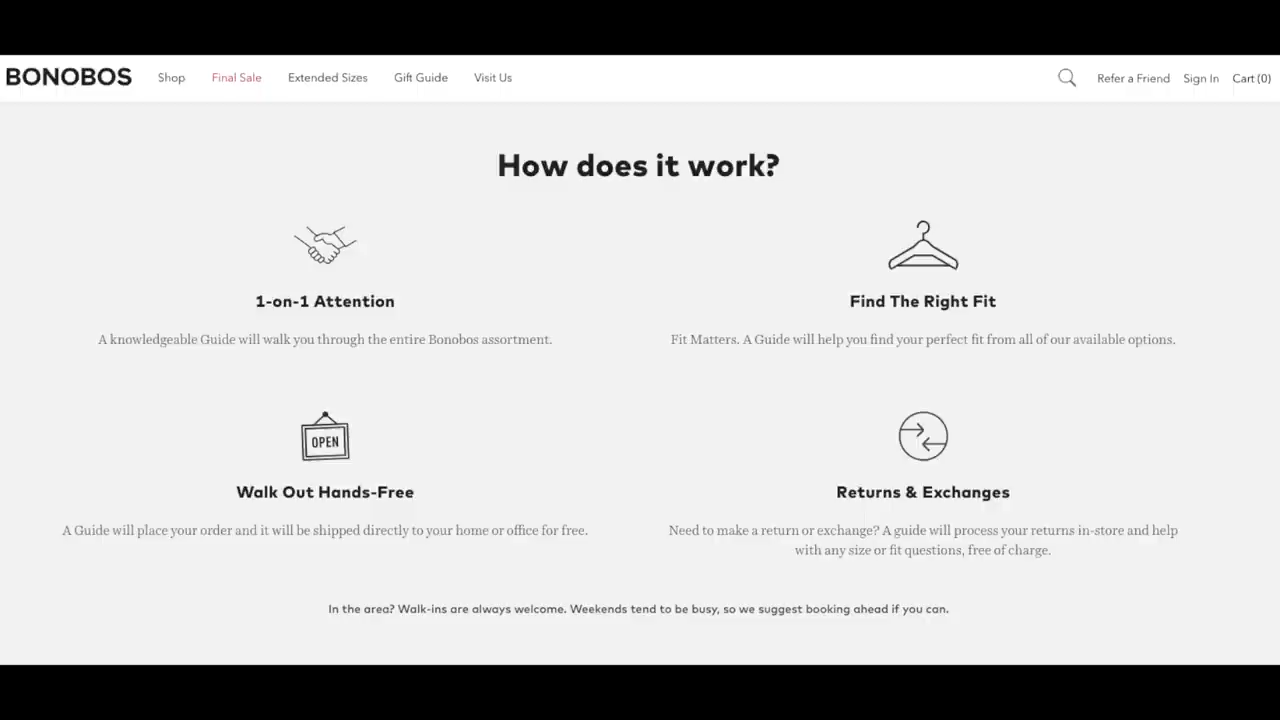 BONOBOS Shop Final Sale Extended Sizes Gift Guide Visit Us Refer a Friend Sign In Cart (0)
How does it work?
1-on-1 Attention
A knowledgeable Guide will walk you through the entire Bonobos assortment.
Find The Right Fit
Fit Matters. A Guide will help you find your perfect fit from all of our available options.
OPEN
Walk Out Hands-Free
A Guide will place your order and it will be shipped directly to your home or office for free.
Returns & Exchanges
Need to make a return or exchange? A guide will process your returns in-store and help
with any size or fit questions, free of charge.
In the area? Walk-ins are always welcome. Weekends tend to be busy, so we suggest booking ahead if you can.